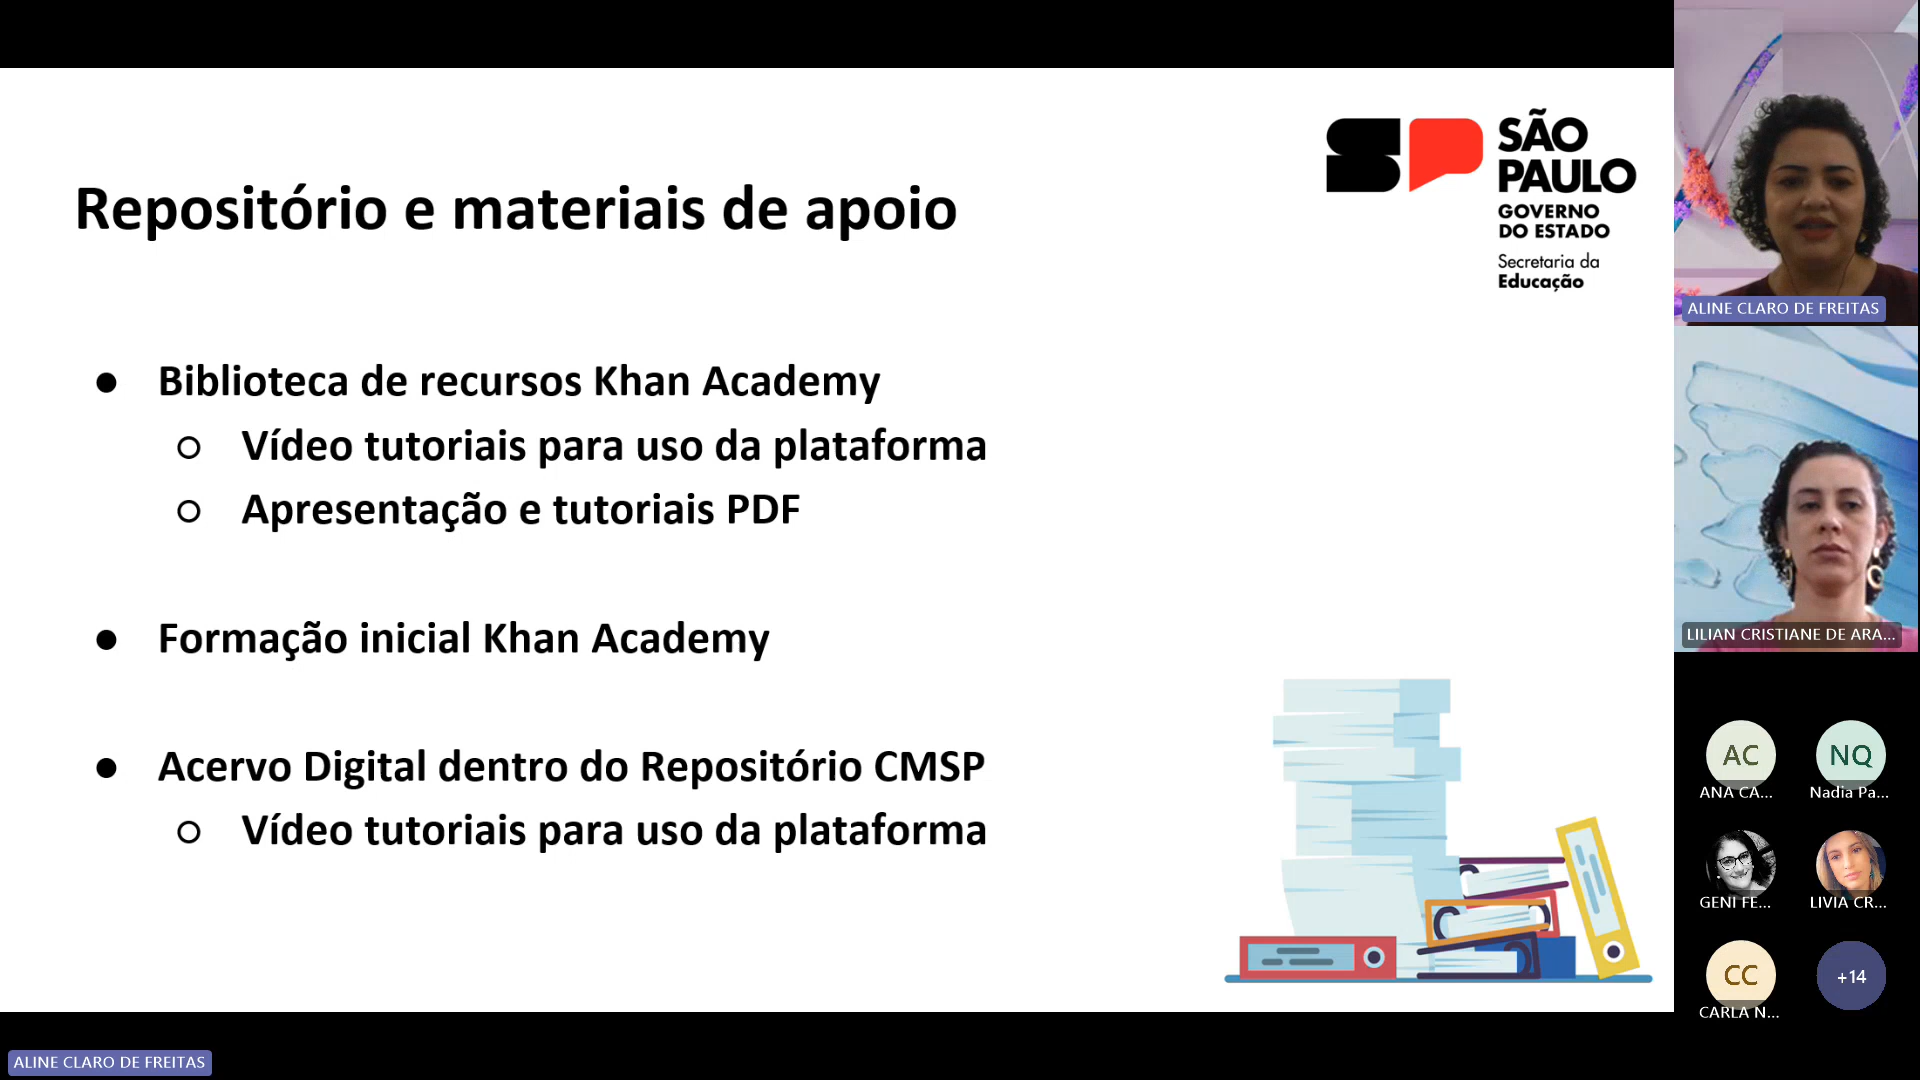 Repositório e materiais de apoio
SÃO
PAULO
GOVERNO
DO ESTADO
Secretaria da
Educação
● Biblioteca de recursos Khan Academy
○ Vídeo tutoriais para uso da plataforma
○ Apresentação e tutoriais PDF
● Formação inicial Khan Academy
● Acervo Digital dentro do Repositório CMSP
○ Vídeo tutoriais para uso da plataforma
ALINE CLARO DE FREITAS
LILIAN CRISTIANE DE ARA...
AC
NQ
ANA CA...
Nadia Pa...
GENI FE...
LIVIA CR...
CC
+14
CARLA N...
ALINE CLARO DE FREITAS